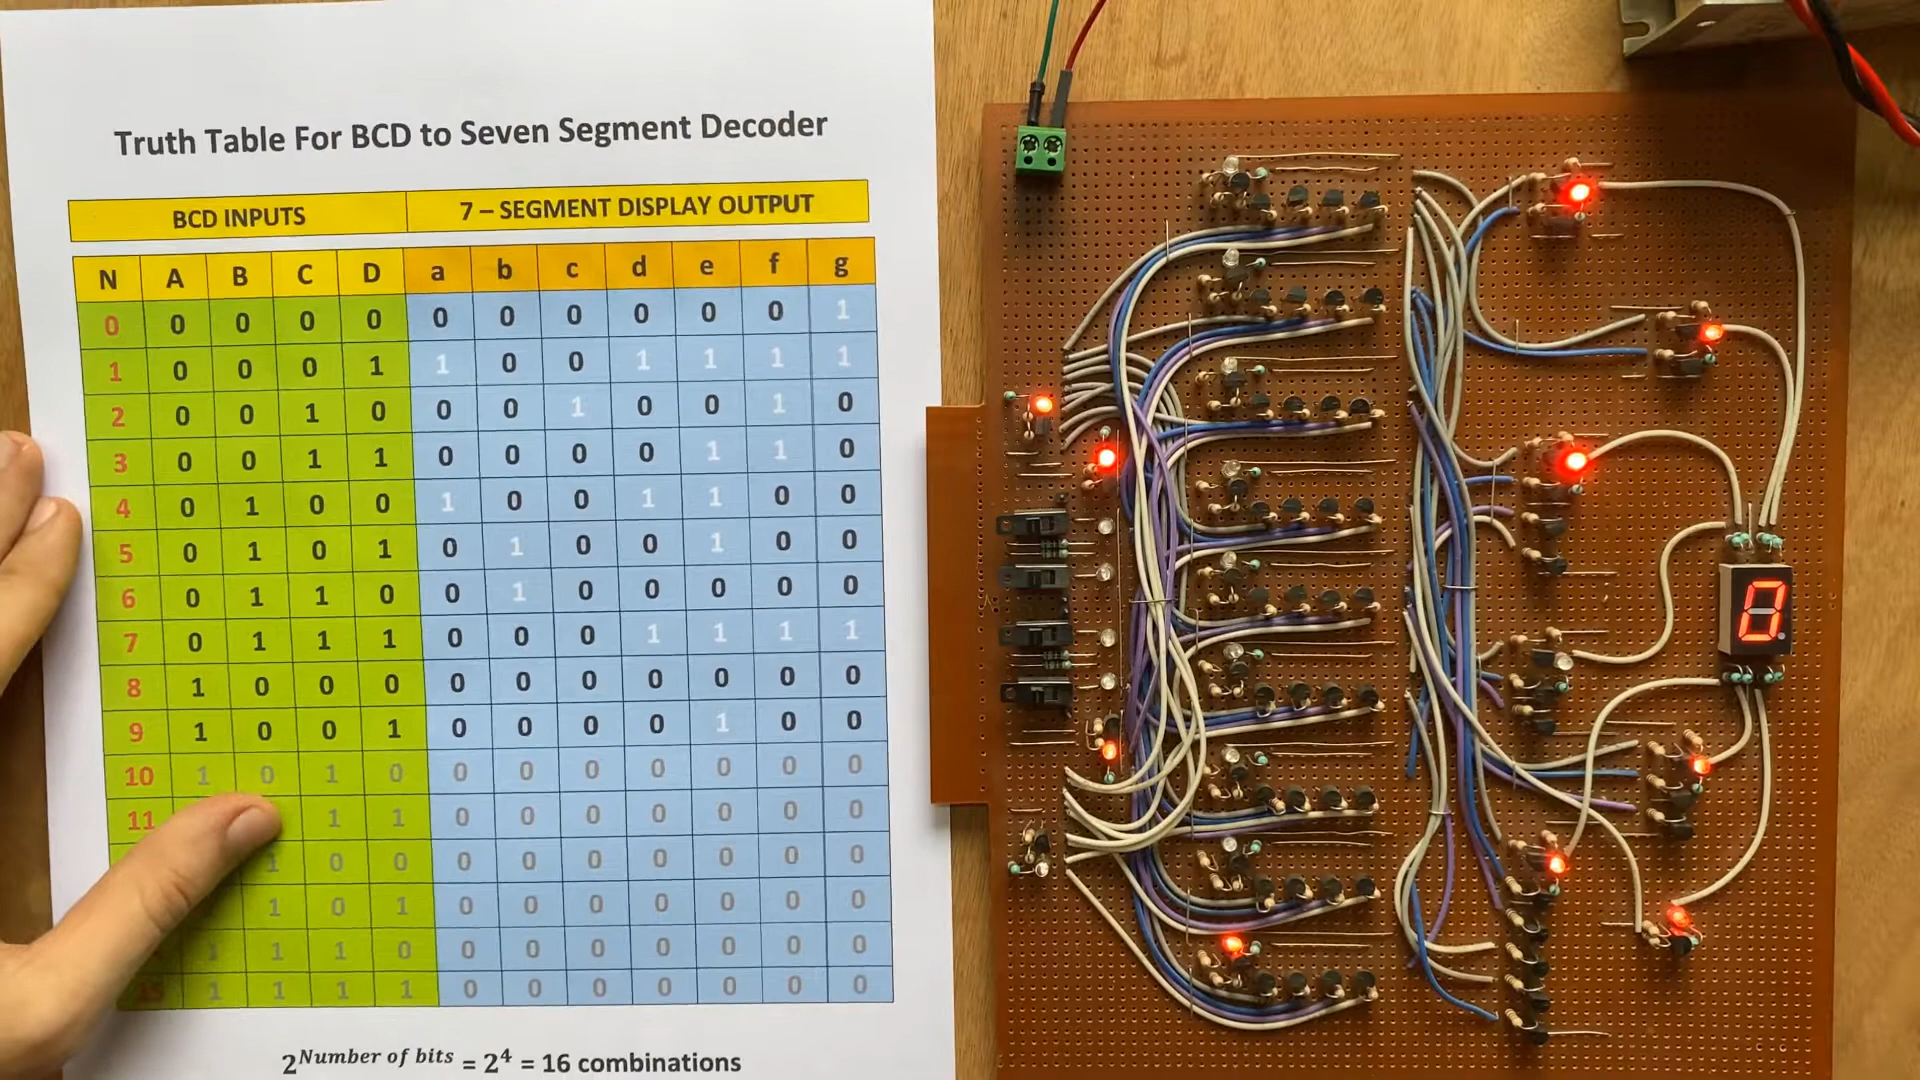 Truth Table For BCD to Seven Segment Decoder
BCD INPUTS 7 – SEGMENT DISPLAY OUTPUT
N A B C D a b c d e f g
0 0 0 0 0 0 0 0 0 0 0 1
1 0 0 0 1 1 0 0 1 1 1 1
2 0 0 1 0 0 0 1 0 0 1 0
3 0 0 1 1 0 0 0 0 1 1 0
4 0 1 0 0 1 0 0 1 1 0 0
5 0 1 0 1 0 1 0 0 1 0 0
6 0 1 1 0 0 1 0 0 0 0 0
7 0 1 1 1 0 0 0 1 1 1 1
8 1 0 0 0 0 0 0 0 0 0 0
9 1 0 0 1 0 0 0 0 1 0 0
10 1 0 1 0 0 0 0 0 0 0 0
11 1 1 0 0 0 0 0 0 0
1 0 0 0 0 0 0 0 0 0
1 0 1 0 0 0 0 0 0 0
1 1 1 0 0 0 0 0 0 0 0
15 1 1 1 1 0 0 0 0 0 0 0
2^Number of bits = 2^4 = 16 combinations
0.